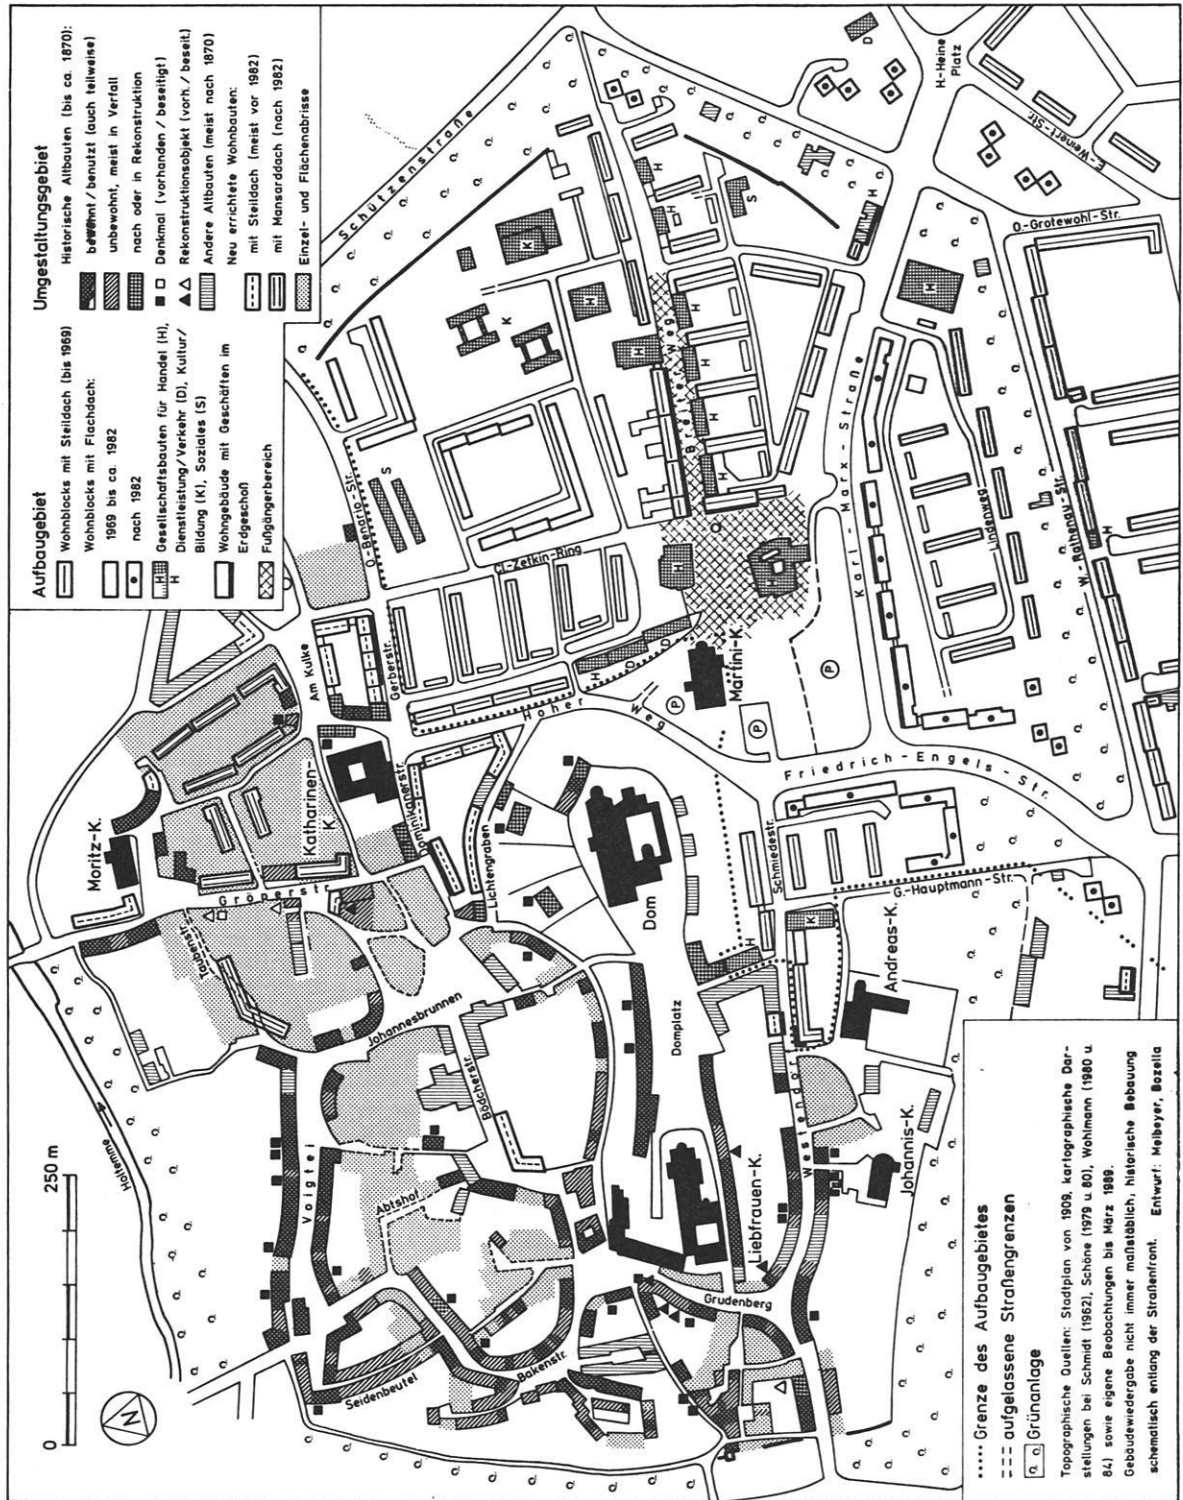 Aufbaugebiet
Wohnblocks mit Steildach (bis 1969)
Wohnblocks mit Flachdach:
1969 bis ca. 1982
nach 1982
Gesellschaftsbauten für Handel (H),
Dienstleistung/Verkehr (D), Kultur/
Bildung (K), Soziales (S)
Wohngebäude mit Geschäften im
Erdgeschoß
Fußgängerbereich
Umgestaltungsgebiet
Historische Altbauten (bis ca. 1870):
bewohnt/benutzt (auch teilweise)
unbewohnt, meist in Verfall
nach oder in Rekonstruktion
Denkmal (vorhanden / beseitigt)
Rekonstruktionsobjekt (vorh. / beseit.)
Andere Altbauten (meist nach 1870)
Neu errichtete Wohnbauten:
mit Steildach (meist vor 1982)
mit Mansarddach (nach 1982)
Einzel- und Flächenabrisse
0 250 m
N
Holtemme
Schützenstraße
Moritz-K.
Am Kulke
O.-Benario-Str.
Gerberstr.
Katharinen-
K.
Gröperstr.
Taubenstr.
Dominikanerstr.
Lichtengraben
Hoher Weg
Cl.-Zetkin-Ring
Breiter Weg
Martini-K.
Karl-Marx-Straße
Lindenweg
W.-Rathenau-Str.
O.-Grotewohl-Str.
E.-Weinert-Str.
H.-Heine
Platz
Friedrich-Engels-Str.
Schmiedestr.
G.-Hauptmann-Str.
Dom
Domplatz
Andreas-K.
Johannesbrunnen
Bödcherstr.
Voigtei
Abtshof
Westendorf
Johannis-K.
Liebfrauen-K.
Grudenberg
Bakenstr.
Seidenbeutel
Grenze des Aufbaugebietes
aufgelassene Straßengrenzen
Grünanlage
Topographische Quellen: Stadtplan von 1909, kartographische Dar-
stellungen bei Schmidt (1962), Schöne (1979 u. 80), Wohlmann (1980 u.
84) sowie eigene Beobachtungen bis März 1989.
Gebäudewiedergabe nicht immer maßstäblich, historische Bebauung
schematisch entlang der Straßenfront. Entwurf: Meibeyer, Bozella